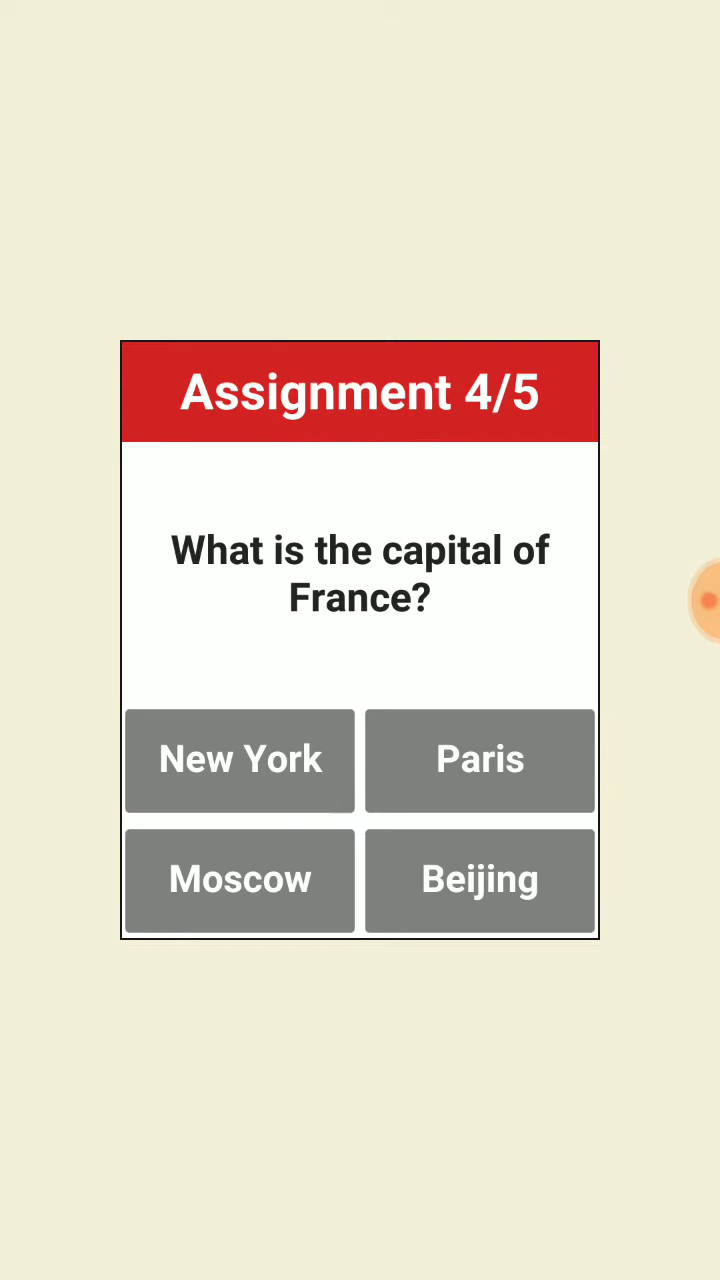 Assignment 4/5
What is the capital of
France?
New York
Paris
Moscow
Beijing